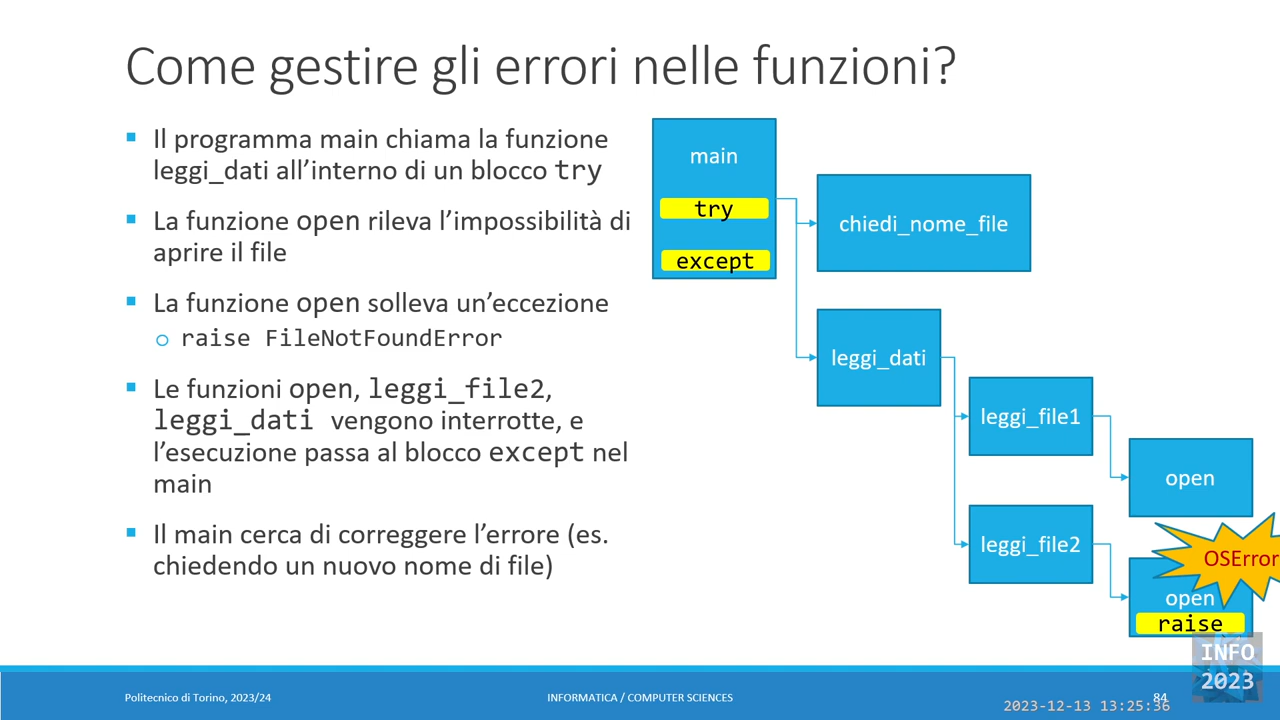 Come gestire gli errori nelle funzioni?
▪ Il programma main chiama la funzione
leggi_dati all’interno di un blocco try
▪ La funzione open rileva l’impossibilità di
aprire il file
▪ La funzione open solleva un’eccezione
o raise FileNotFoundError
▪ Le funzioni open, leggi_file2,
leggi_dati vengono interrotte, e
l’esecuzione passa al blocco except nel
main
▪ Il main cerca di correggere l’errore (es.
chiedendo un nuovo nome di file)
main
try
except
chiedi_nome_file
leggi_dati
leggi_file1
open
leggi_file2
OSError
open
raise
INFO
2023
Politecnico di Torino, 2023/24
INFORMATICA / COMPUTER SCIENCES
84
2023-12-13 13:25:36